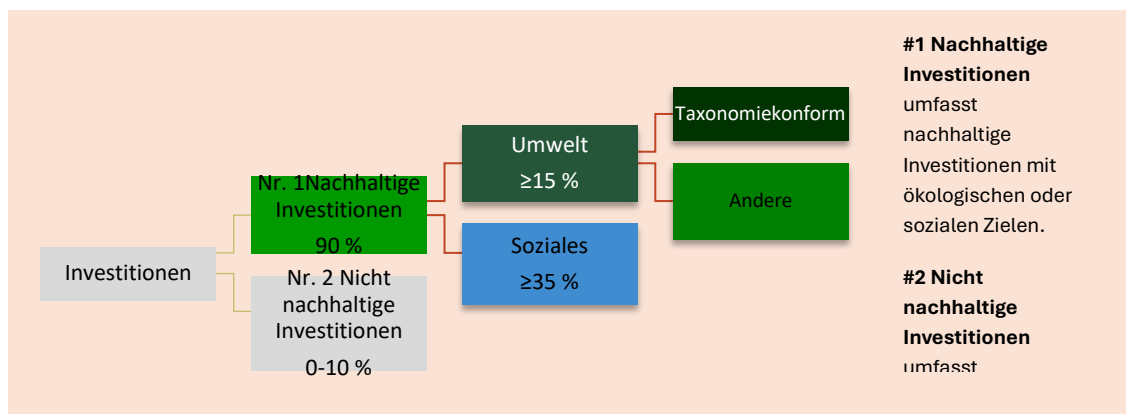 Investitionen
Nr. 1Nachhaltige
Investitionen
90 %
Nr. 2 Nicht
nachhaltige
Investitionen
0-10 %
Umwelt
≥15 %
Soziales
≥35 %
Taxonomiekonform
Andere
#1 Nachhaltige
Investitionen
umfasst
nachhaltige
Investitionen mit
ökologischen oder
sozialen Zielen.
#2 Nicht
nachhaltige
Investitionen
umfasst